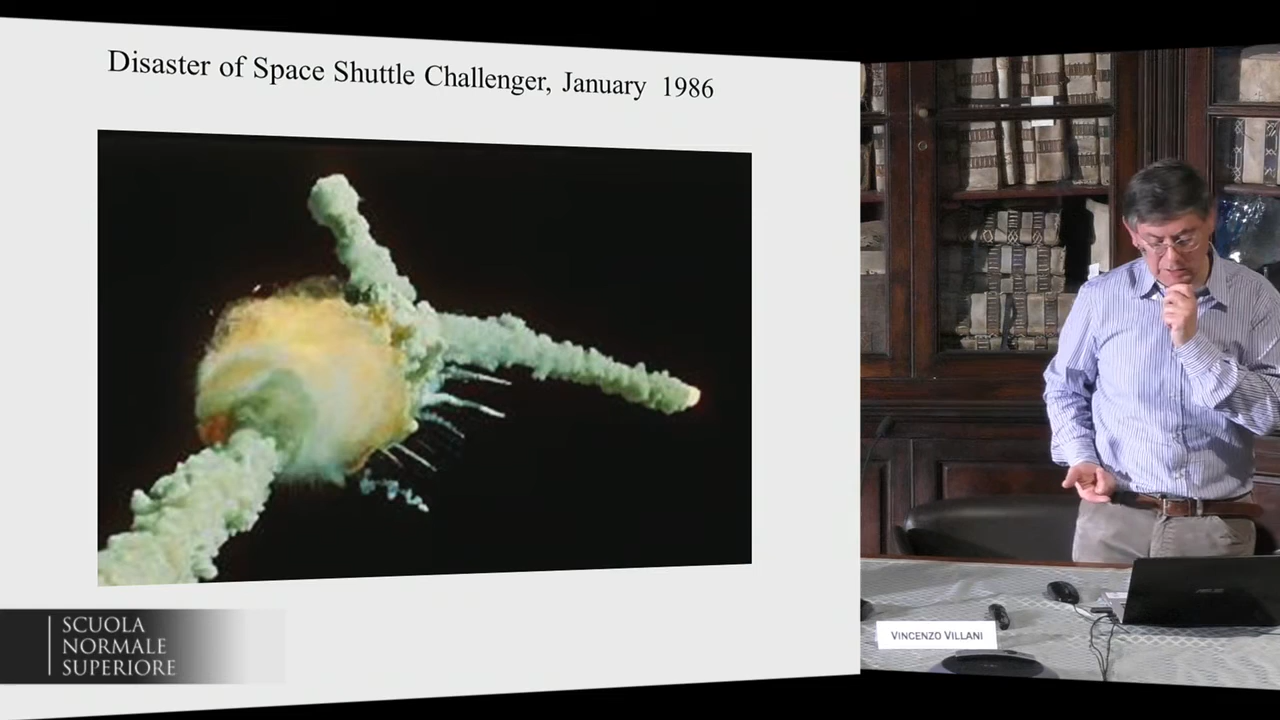 Disaster of Space Shuttle Challenger, January 1986
SCUOLA
NORMALE
SUPERIORE
VINCENZO VILLANI